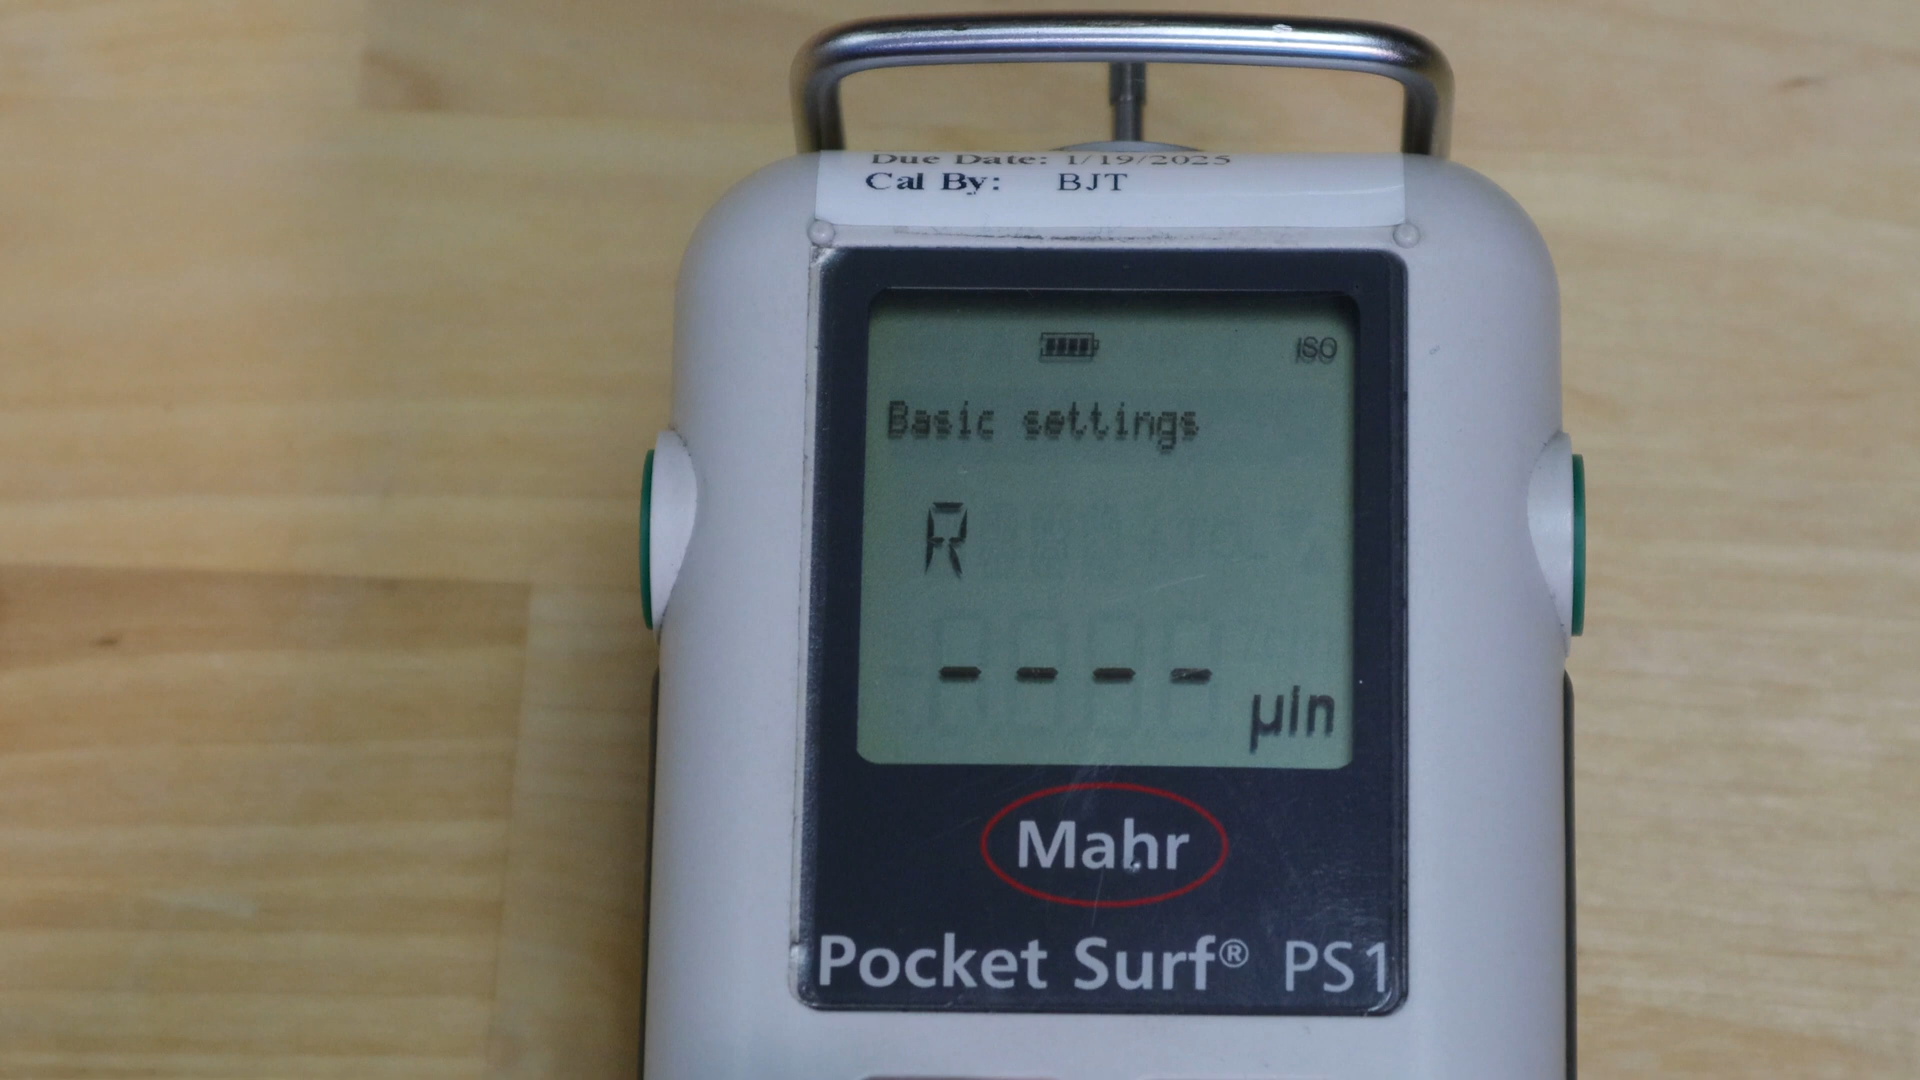 Due Date: 1/19/2025
Cal By: BJT
ISO
Basic settings
R
- - - -
µin
Mahr
Pocket Surf® PS1